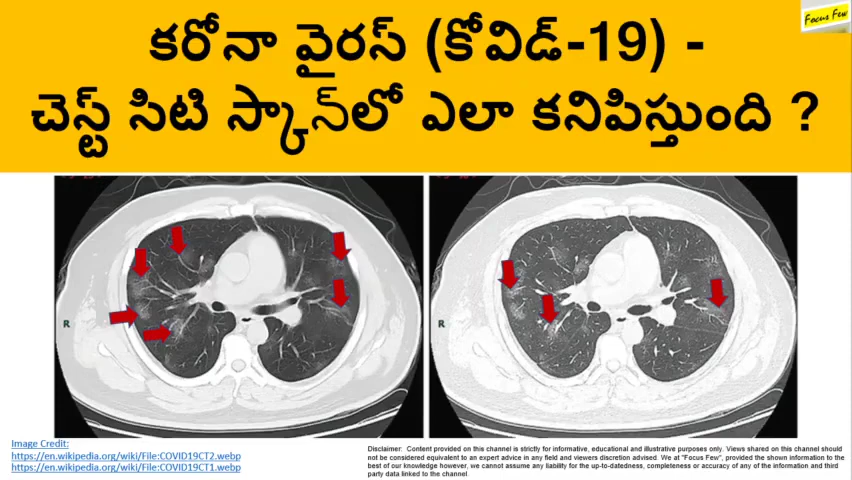 Focus Few
కరోనా వైరస్ (కోవిడ్-19) -
చెస్ట్ సిటి స్కాన్‌లో ఎలా కనిపిస్తుంది ?
R
R
Image Credit:
https://en.wikipedia.org/wiki/File:COVID19CT2.webp
https://en.wikipedia.org/wiki/File:COVID19CT1.webp
Disclaimer: Content provided on this channel is strictly for informative, educational and illustrative purposes only. Views shared on this channel should
not be considered equivalent to an expert advice in any field and viewers discretion advised. We at "Focus Few", provided the shown information to the
best of our knowledge however, we cannot assume any liability for the up-to-datedness, completeness or accuracy of any of the information and third
party data linked to the channel.